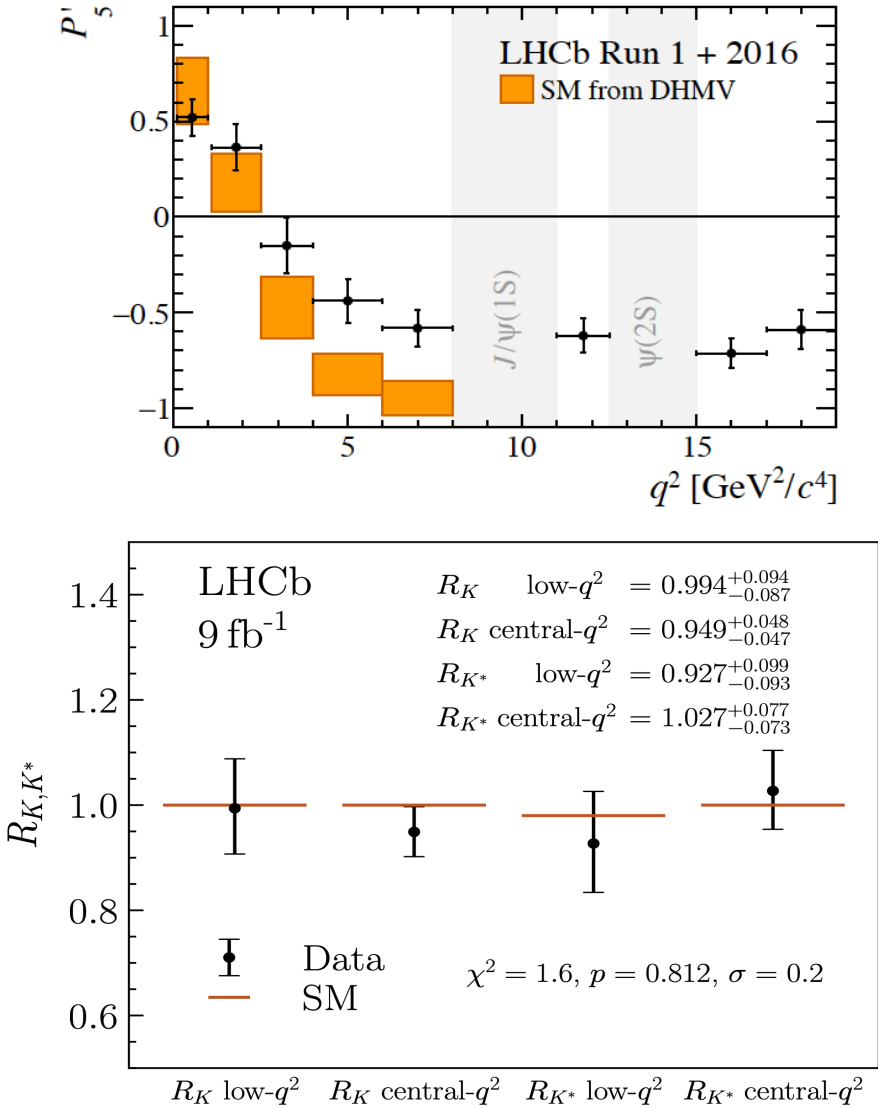 P'5
1
0.5
0
−0.5
−1
LHCb Run 1 + 2016
SM from DHMV
J/ψ(1S)
ψ(2S)
0 5 10 15
q² [GeV²/c⁴]
R_{K,K*}
1.4
1.2
1.0
0.8
0.6
LHCb
9 fb⁻¹
R_K low-q² = 0.994 +0.094 −0.087
R_K central-q² = 0.949 +0.048 −0.047
R_{K*} low-q² = 0.927 +0.099 −0.093
R_{K*} central-q² = 1.027 +0.077 −0.073
Data
SM
χ² = 1.6, p = 0.812, σ = 0.2
R_K low-q² R_K central-q² R_{K*} low-q² R_{K*} central-q²